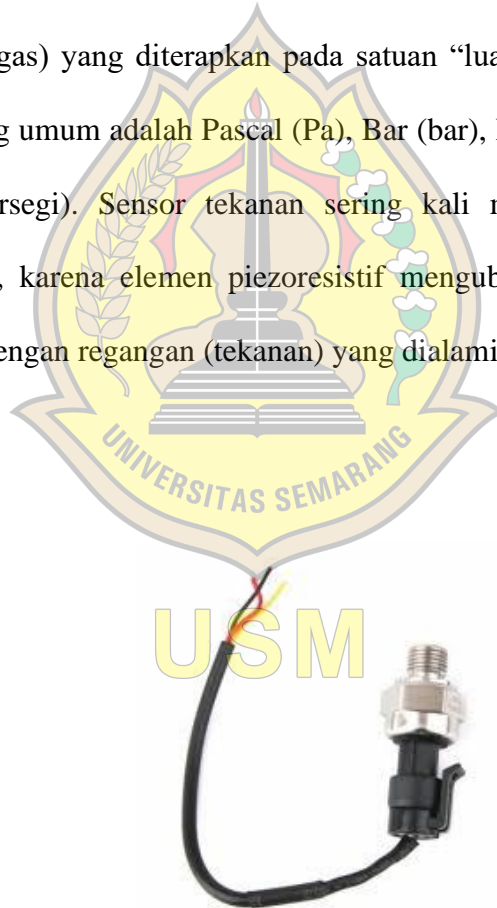 gas) yang diterapkan pada satuan “lua
g umum adalah Pascal (Pa), Bar (bar),
rsegi). Sensor tekanan sering kali
, karena elemen piezoresistif mengub
engan regangan (tekanan) yang dialami
UNIVERSITAS SEMARANG
USM